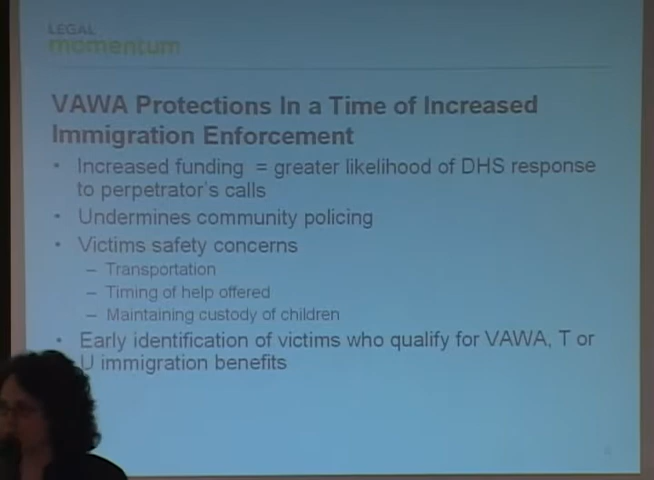 LEGAL
momentum
VAWA Protections In a Time of Increased
Immigration Enforcement
• Increased funding = greater likelihood of DHS response
to perpetrator's calls
• Undermines community policing
• Victims safety concerns
– Transportation
– Timing of help offered
– Maintaining custody of children
• Early identification of victims who qualify for VAWA, T or
U immigration benefits